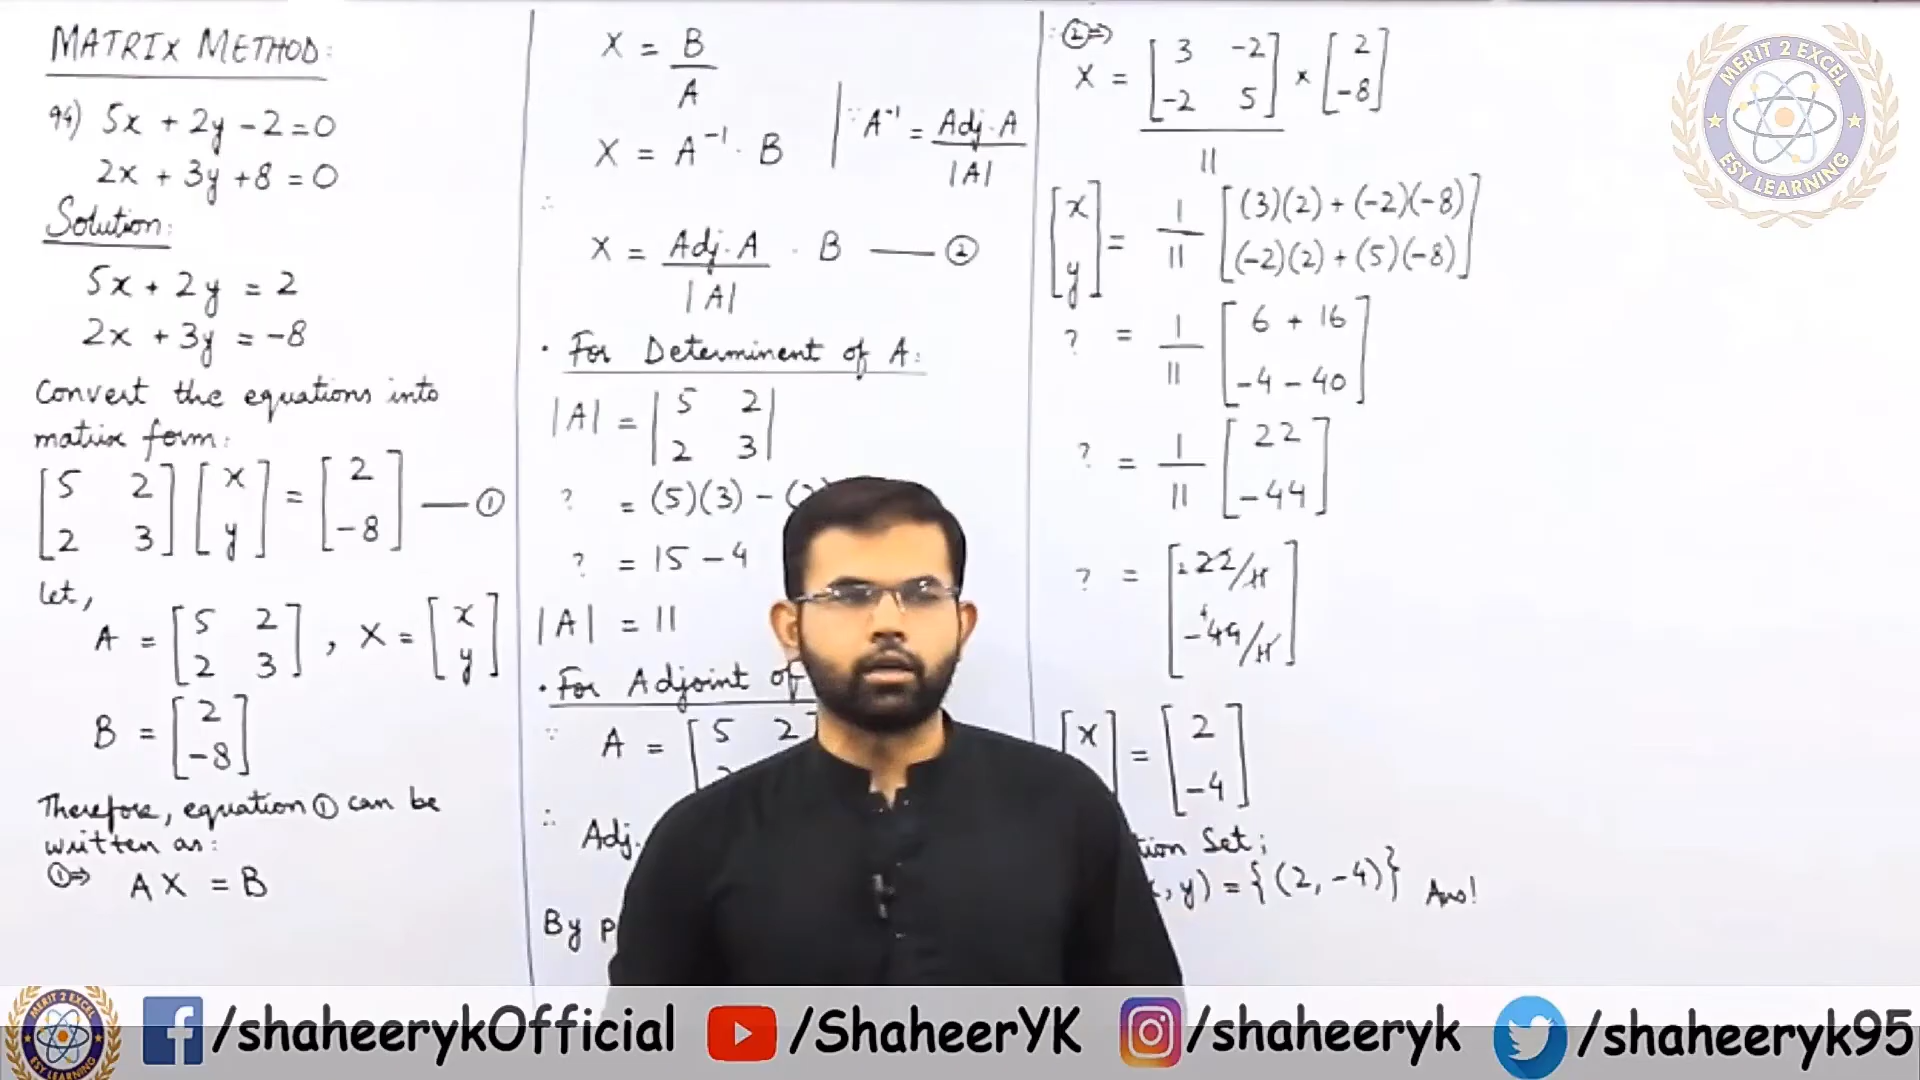 MATRIX METHOD:
94) 5x + 2y - 2 = 0
2x + 3y + 8 = 0
Solution:
5x + 2y = 2
2x + 3y = -8
Convert the equations into
matrix form:
[5 2] [x] = [2] —— ①
[2 3] [y] [-8]
let,
A = [5 2] , X = [x]
[2 3] [y]
B = [2]
[-8]
Therefore, equation ① can be
written as:
①⇒ AX = B
X = B
A
X = A⁻¹ · B | ∵ A⁻¹ = Adj·A
|A|
∴
X = Adj·A · B —— ②
|A|
· For Determinent of A:
|A| = |5 2|
|2 3|
? = (5)(3) - (
? = 15 - 4
|A| = 11
· For Adjoint of
∵ A = [5 2
∴ Adj.
By p
∴ ②⇒
X = [3 -2] × [2]
[-2 5] [-8]
11
[x] = 1 [(3)(2) + (-2)(-8)]
[y] 11 [(-2)(2) + (5)(-8)]
? = 1 [6 + 16]
11 [-4 - 40]
? = 1 [22]
11 [-44]
? = [22/11]
[-44/11]
[x] = [2]
[-4]
tion Set;
, y) = {(2, -4)} Ans!
MERIT 2 EXCEL
ESY LEARNING
MERIT 2 EXCEL
ESY LEARNING
/shaheerykOfficial /ShaheerYK /shaheeryk /shaheeryk95